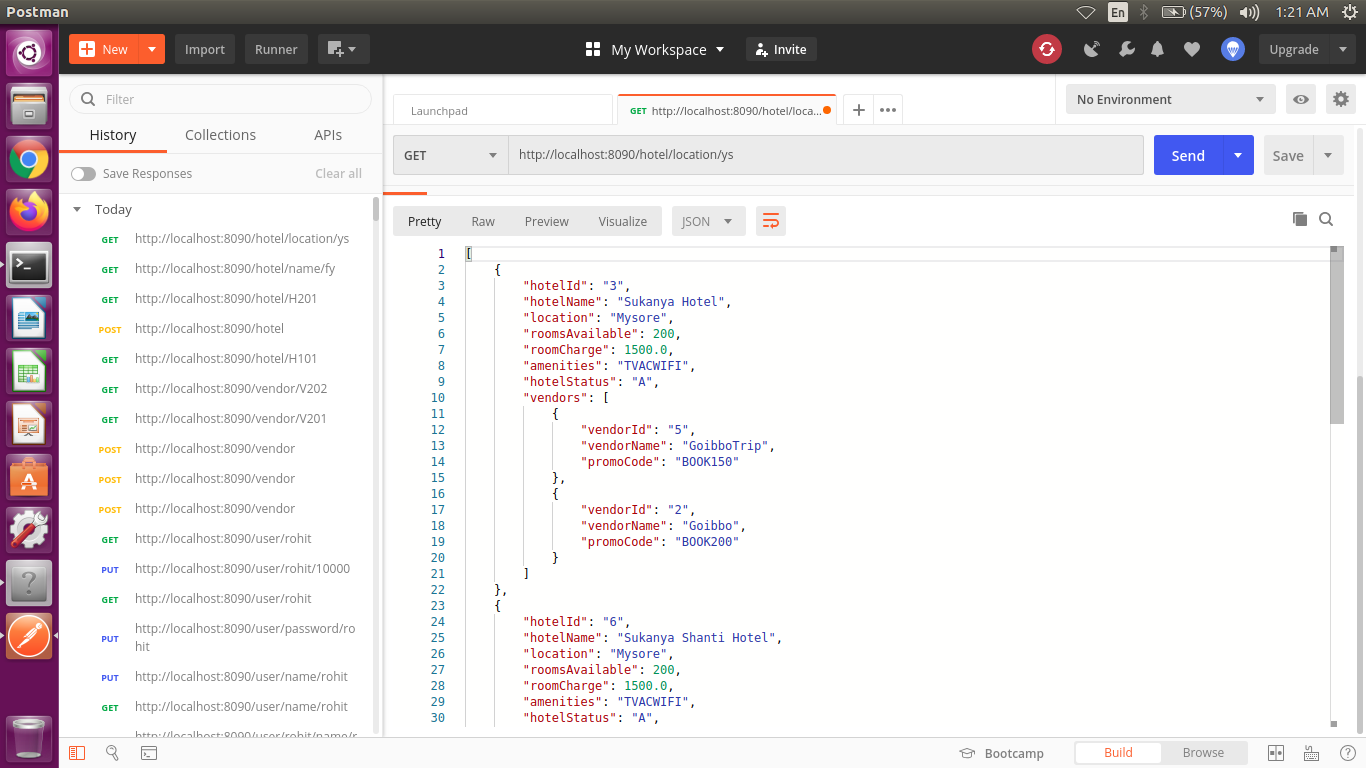 Postman
En
(57%)
1:21 AM
New
Import
Runner
My Workspace
Invite
Upgrade
Filter
History
Collections
APIs
Save Responses
Clear all
Today
GET http://localhost:8090/hotel/location/ys
GET http://localhost:8090/hotel/name/fy
GET http://localhost:8090/hotel/H201
POST http://localhost:8090/hotel
GET http://localhost:8090/hotel/H101
GET http://localhost:8090/vendor/V202
GET http://localhost:8090/vendor/V201
POST http://localhost:8090/vendor
POST http://localhost:8090/vendor
POST http://localhost:8090/vendor
GET http://localhost:8090/user/rohit
PUT http://localhost:8090/user/rohit/10000
GET http://localhost:8090/user/rohit
PUT http://localhost:8090/user/password/ro
hit
PUT http://localhost:8090/user/name/rohit
GET http://localhost:8090/user/name/rohit
http://localhost:8090/user/rohit/name/r
Launchpad
GET http://localhost:8090/hotel/loca...
No Environment
GET
http://localhost:8090/hotel/location/ys
Send
Save
Pretty
Raw
Preview
Visualize
JSON
1 [
2 {
3 "hotelId": "3",
4 "hotelName": "Sukanya Hotel",
5 "location": "Mysore",
6 "roomsAvailable": 200,
7 "roomCharge": 1500.0,
8 "amenities": "TVACWIFI",
9 "hotelStatus": "A",
10 "vendors": [
11 {
12 "vendorId": "5",
13 "vendorName": "GoibboTrip",
14 "promoCode": "BOOK150"
15 },
16 {
17 "vendorId": "2",
18 "vendorName": "Goibbo",
19 "promoCode": "BOOK200"
20 }
21 ]
22 },
23 {
24 "hotelId": "6",
25 "hotelName": "Sukanya Shanti Hotel",
26 "location": "Mysore",
27 "roomsAvailable": 200,
28 "roomCharge": 1500.0,
29 "amenities": "TVACWIFI",
30 "hotelStatus": "A",
Bootcamp
Build
Browse